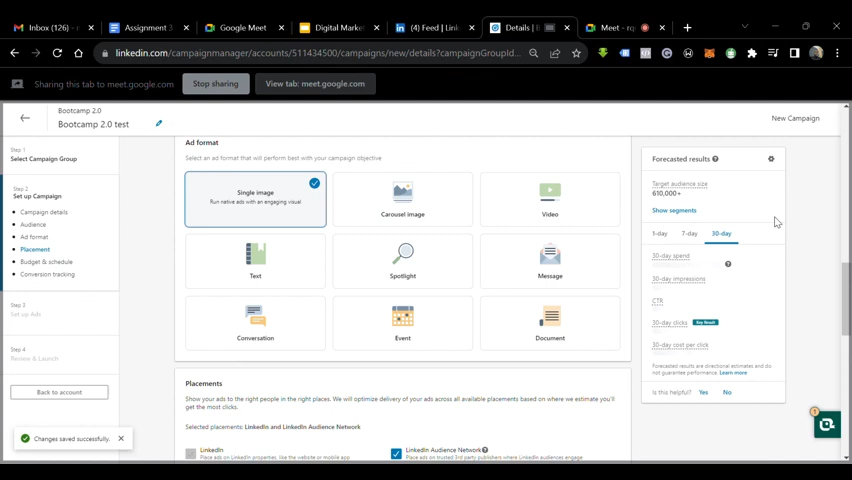 Inbox (126) -
Assignment 3
Google Meet
Digital Market
(4) Feed | Link
Details | B
Meet - rq
linkedin.com/campaignmanager/accounts/511434500/campaigns/new/details?campaignGroupId...
Sharing this tab to meet.google.com
Stop sharing
View tab: meet.google.com
Bootcamp 2.0
Bootcamp 2.0 test
New Campaign
Step 1
Select Campaign Group
Step 2
Set up Campaign
Campaign details
Audience
Ad format
Placement
Budget & schedule
Conversion tracking
Step 3
Set up Ads
Step 4
Review & Launch
Back to account
Changes saved successfully.
Ad format
Select an ad format that will perform best with your campaign objective
Single image
Run native ads with an engaging visual
Carousel image
Video
Text
Spotlight
Message
Conversation
Event
Document
Placements
Show your ads to the right people in the right places. We will optimize delivery of your ads across all available placements based on where we estimate you'll
get the most clicks.
Selected placements: LinkedIn and LinkedIn Audience Network
LinkedIn
Place ads on LinkedIn properties, like the website or mobile app
LinkedIn Audience Network
Place ads on trusted 3rd party publishers where LinkedIn audiences engage
Forecasted results
Target audience size
610,000+
Show segments
1-day
7-day
30-day
30-day spend
30-day impressions
CTR
30-day clicks
Key Result
30-day cost per click
Forecasted results are directional estimates and do
not guarantee performance. Learn more
Is this helpful? Yes No
1